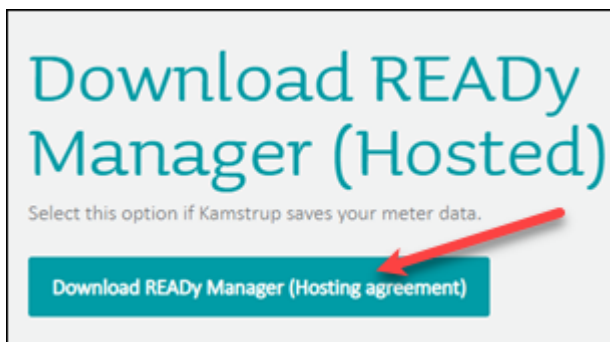 Download READy
Manager (Hosted)
Select this option if Kamstrup saves your meter data.
Download READy Manager (Hosting agreement)